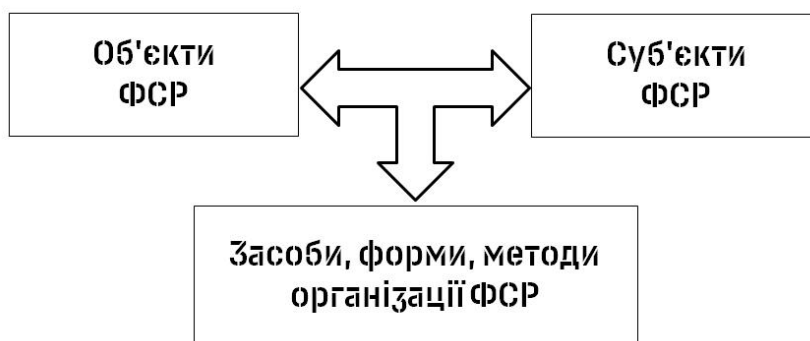 Об'єкти
ФСР
Суб'єкти
ФСР
Засоби, форми, методи
організації ФСР